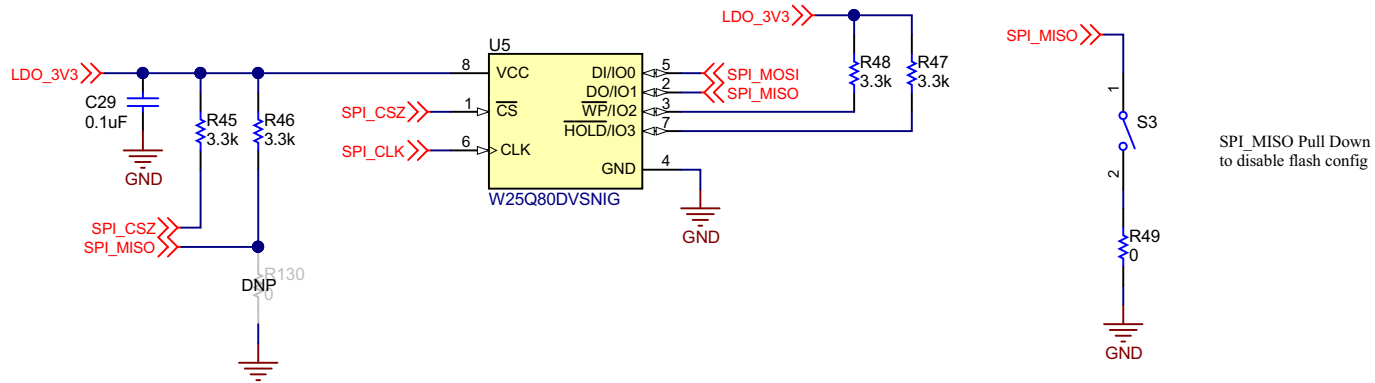 LDO_3V3
C29
0.1uF
GND
R45
3.3k
R46
3.3k
SPI_CSZ
SPI_MISO
R130
0
DNP
SPI_CSZ
SPI_CLK
U5
8
VCC
1
CS
6
CLK
DI/IO0
5
DO/IO1
2
WP/IO2
3
HOLD/IO3
7
GND
4
W25Q80DVSNIG
SPI_MOSI
SPI_MISO
GND
LDO_3V3
R48
3.3k
R47
3.3k
SPI_MISO
1
S3
2
R49
0
GND
SPI_MISO Pull Down
to disable flash config